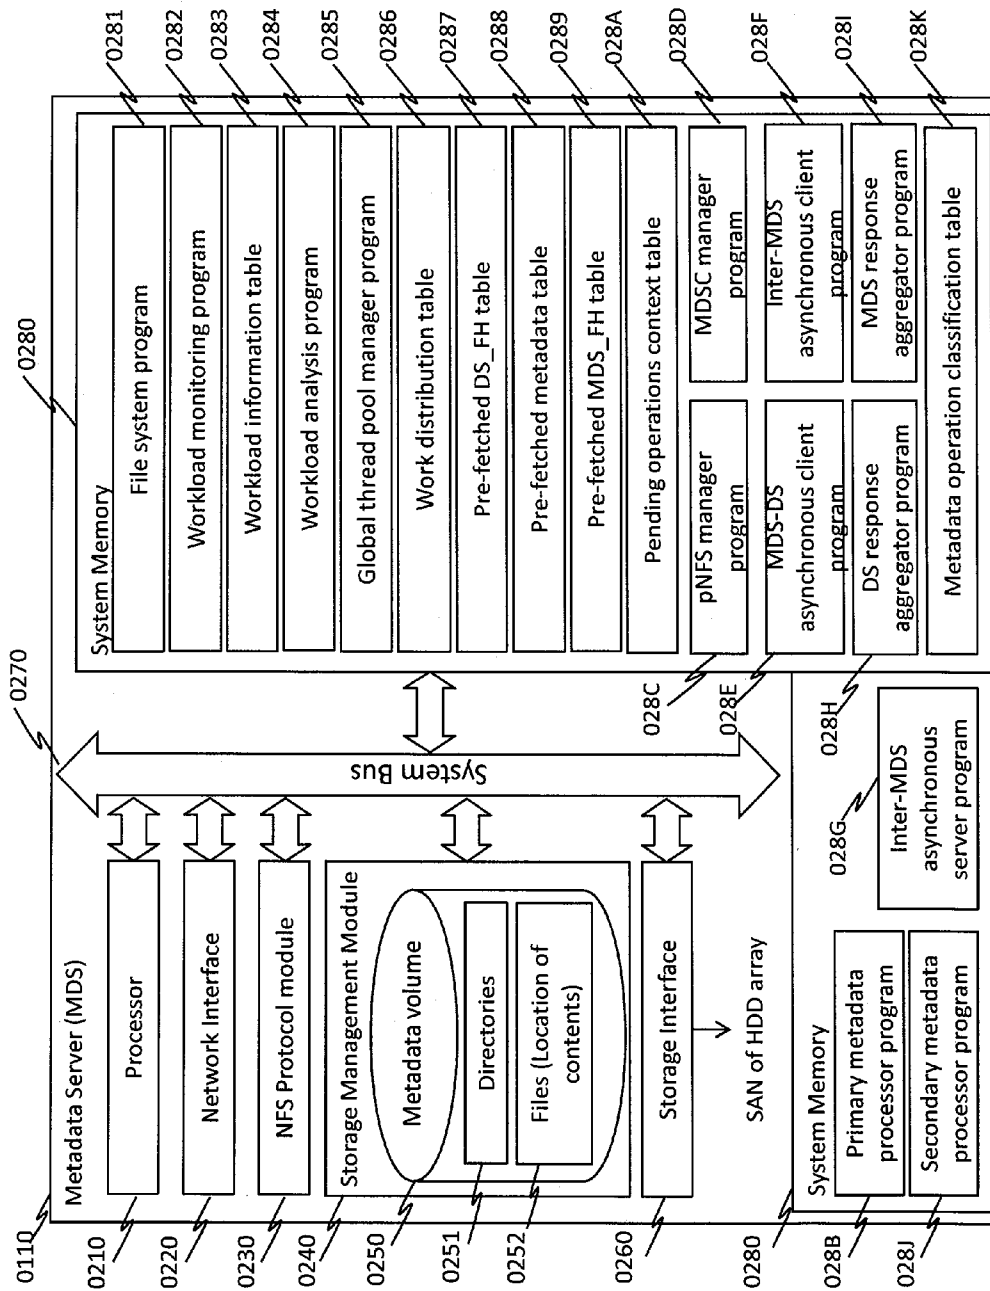 0110
Metadata Server (MDS)
0270
0210
Processor
0220
Network Interface
0230
NFS Protocol module
0240
Storage Management Module
0250
Metadata volume
0251
Directories
0252
Files (Location of
contents)
0260
Storage Interface
SAN of HDD array
System Bus
0280
System Memory
File system program
0281
Workload monitoring program
0282
Workload information table
0283
Workload analysis program
0284
Global thread pool manager program
0285
Work distribution table
0286
Pre-fetched DS_FH table
0287
Pre-fetched metadata table
0288
Pre-fetched MDS_FH table
0289
Pending operations context table
028A
028C
pNFS manager
program
MDSC manager
program
028D
028E
MDS-DS
asynchronous client
program
Inter-MDS
asynchronous client
program
028F
028H
DS response
aggregator program
MDS response
aggregator program
028I
Metadata operation classification table
028K
0280
System Memory
028B
Primary metadata
processor program
028J
Secondary metadata
processor program
028G
Inter-MDS
asynchronous
server program